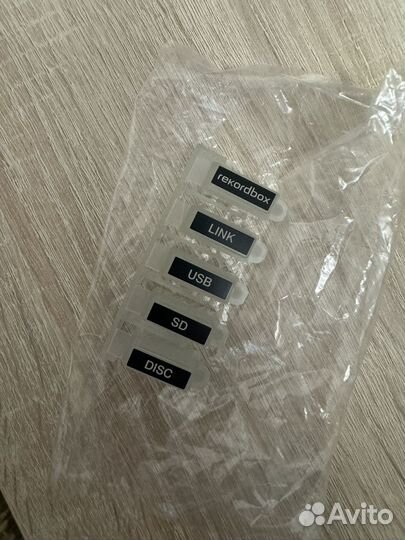 rekordbox
LINK
USB
SD
DISC
Avito